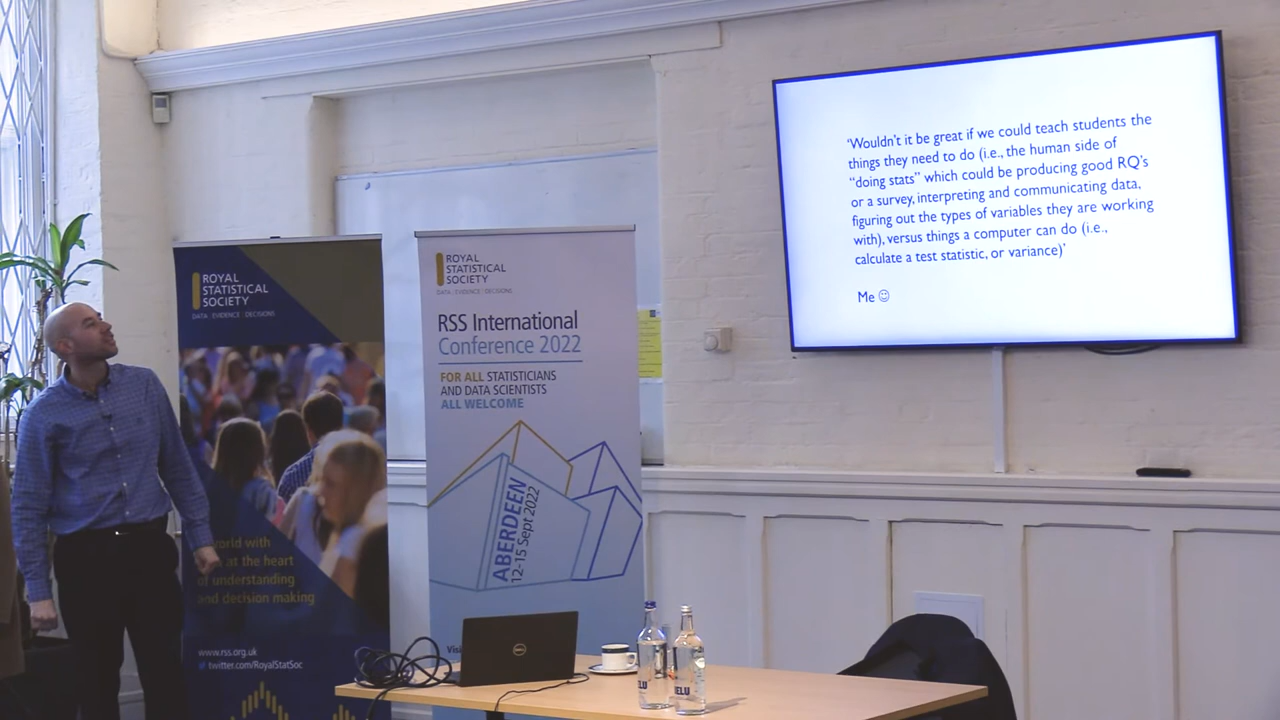 ROYAL
STATISTICAL
SOCIETY
DATA EVIDENCE DECISIONS
world with
at the heart
of understanding
and decision making
www.rss.org.uk
twitter.com/RoyalStatSoc
ROYAL
STATISTICAL
SOCIETY
DATA EVIDENCE DECISIONS
RSS International
Conference 2022
FOR ALL STATISTICIANS
AND DATA SCIENTISTS
ALL WELCOME
ABERDEEN
12-15 Sept 2022
‘Wouldn’t it be great if we could teach students the
things they need to do (i.e., the human side of
“doing stats” which could be producing good RQ’s
or a survey, interpreting and communicating data,
figuring out the types of variables they are working
with), versus things a computer can do (i.e.,
calculate a test statistic, or variance)’
Me ☺
DELL